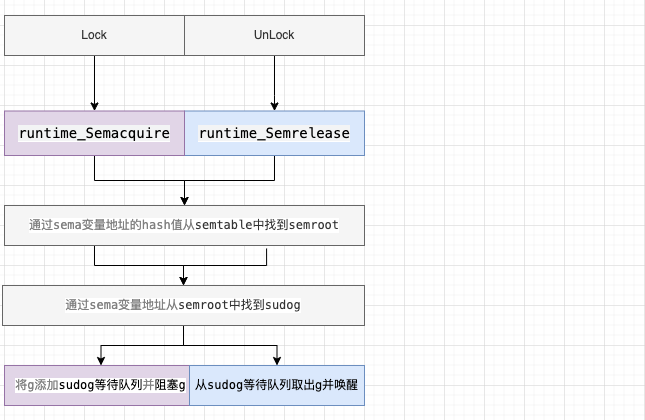 Lock
UnLock
runtime_Semacquire
runtime_Semrelease
通过sema变量地址的hash值从semtable中找到semroot
通过sema变量地址从semroot中找到sudog
将g添加sudog等待队列并阻塞g
从sudog等待队列取出g并唤醒